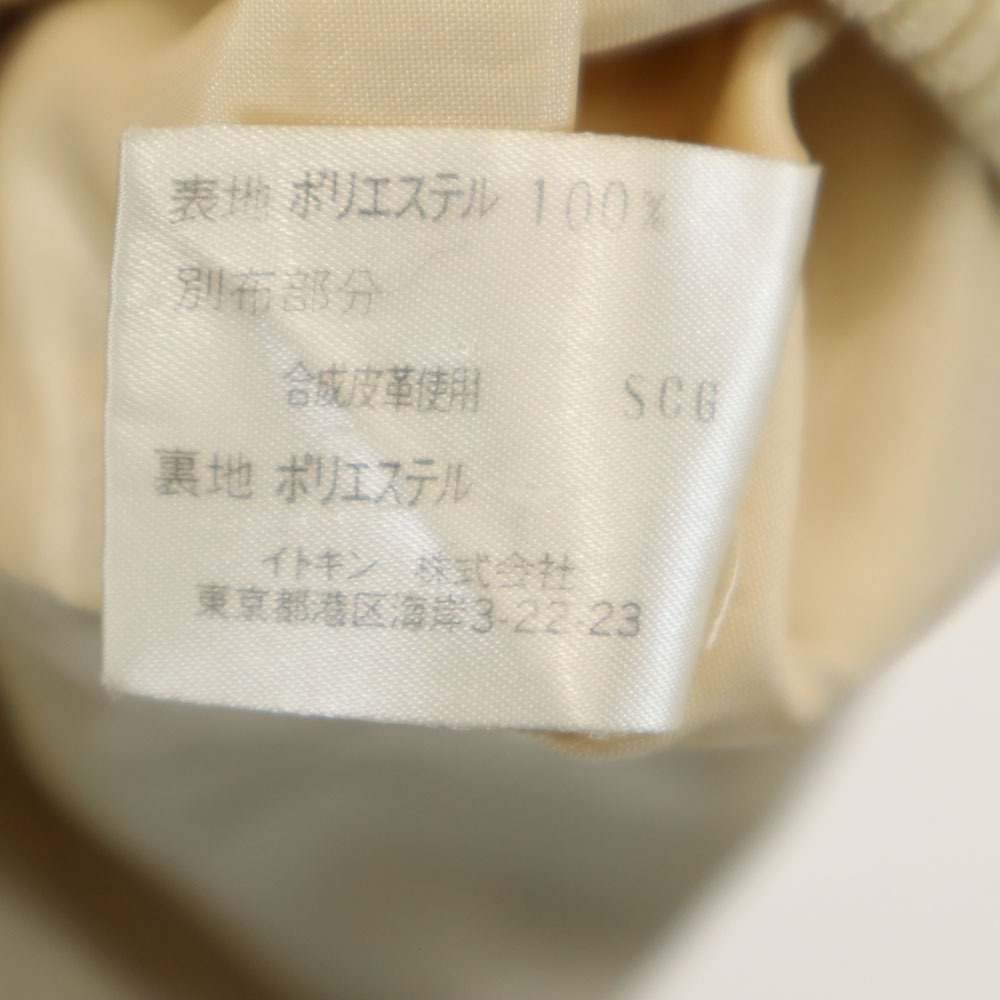 表地 ポリエステル 100%
別布部分
合成皮革使用 SCG
裏地 ポリエステル
イトキン 株式会社
東京都港区海岸3-22-23